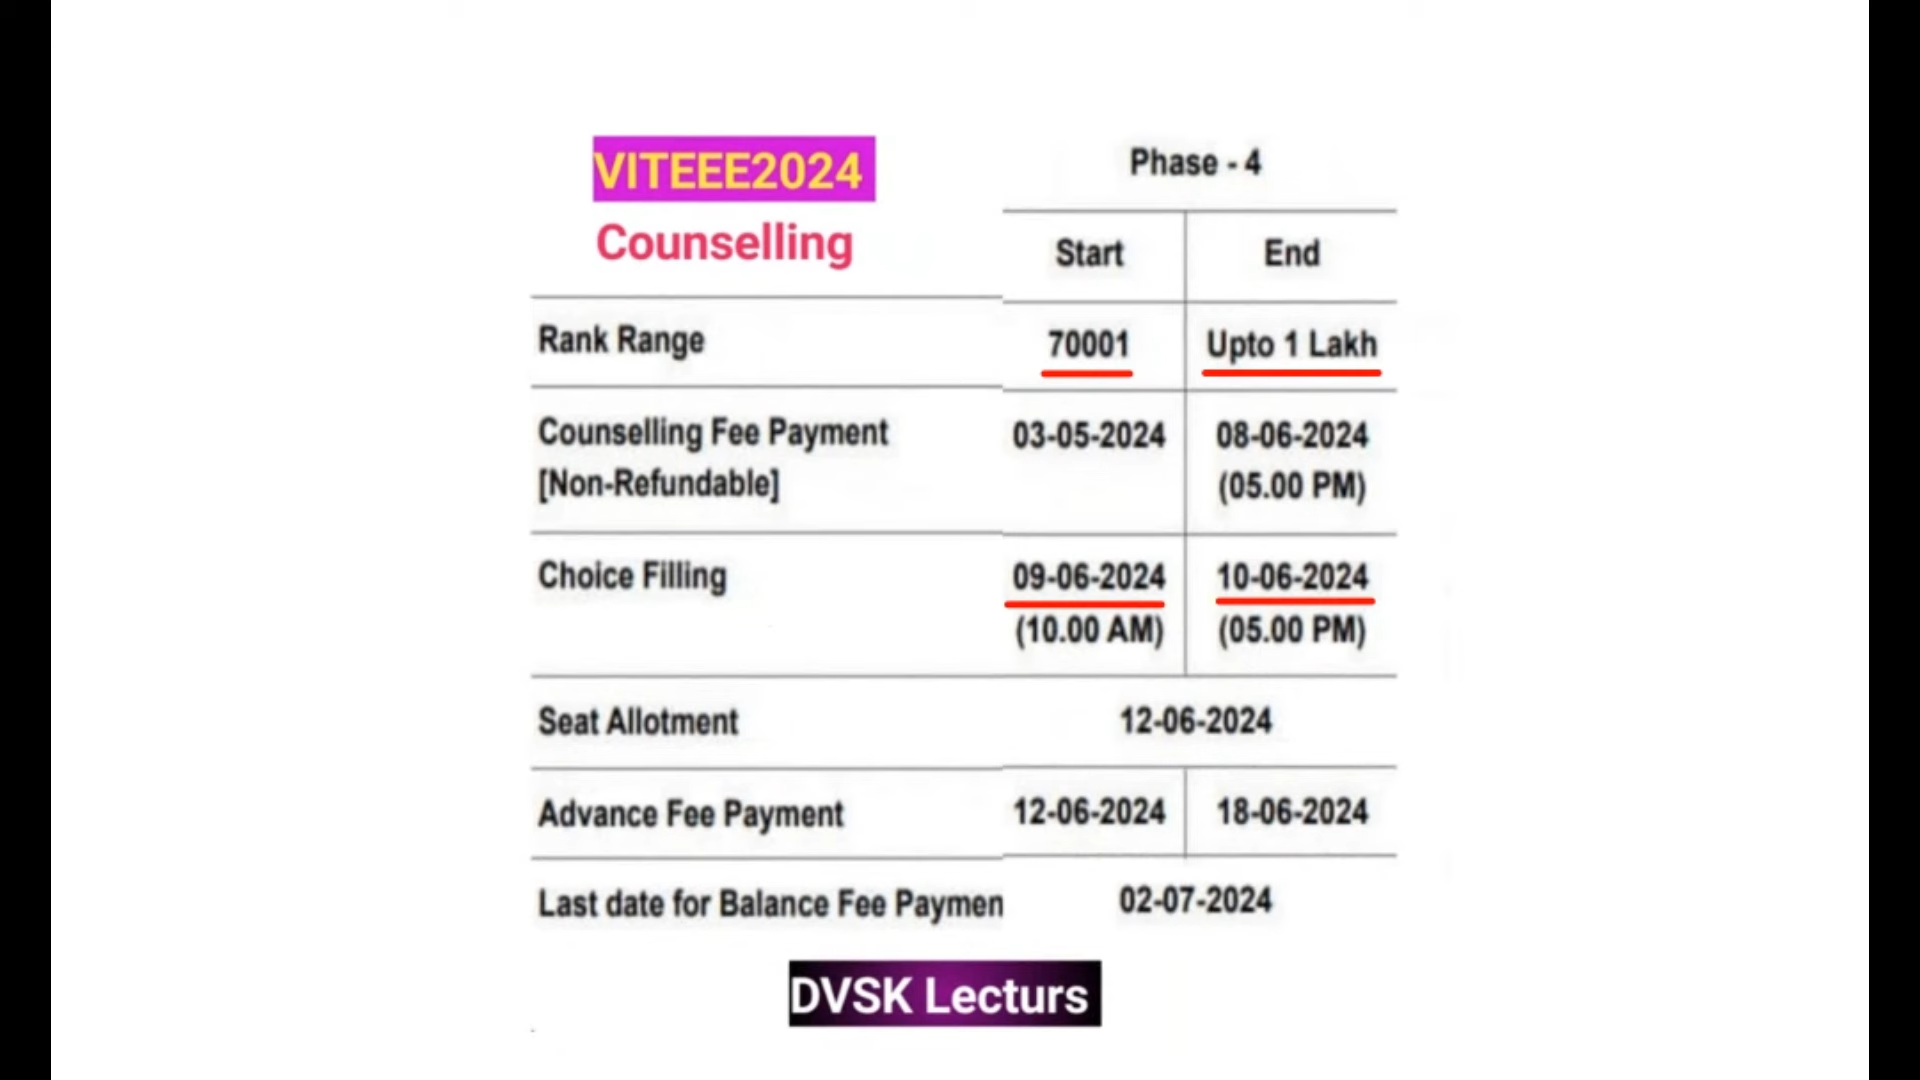 VITEEE2024
Counselling
Phase - 4
Start End
Rank Range 70001 Upto 1 Lakh
Counselling Fee Payment 03-05-2024 08-06-2024
[Non-Refundable] (05.00 PM)
Choice Filling 09-06-2024 10-06-2024
(10.00 AM) (05.00 PM)
Seat Allotment 12-06-2024
Advance Fee Payment 12-06-2024 18-06-2024
Last date for Balance Fee Paymen 02-07-2024
DVSK Lecturs